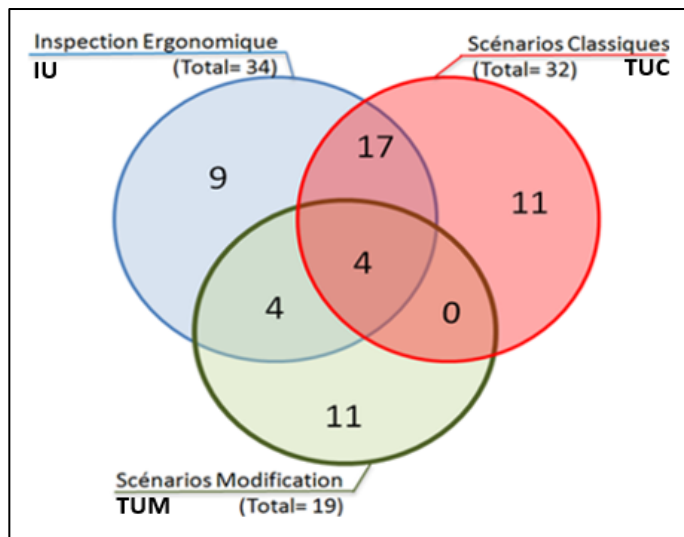 Inspection Ergonomique
IU (Total= 34)
Scénarios Classiques
(Total= 32) TUC
17
9
11
4
4
0
11
Scénarios Modification
TUM (Total= 19)